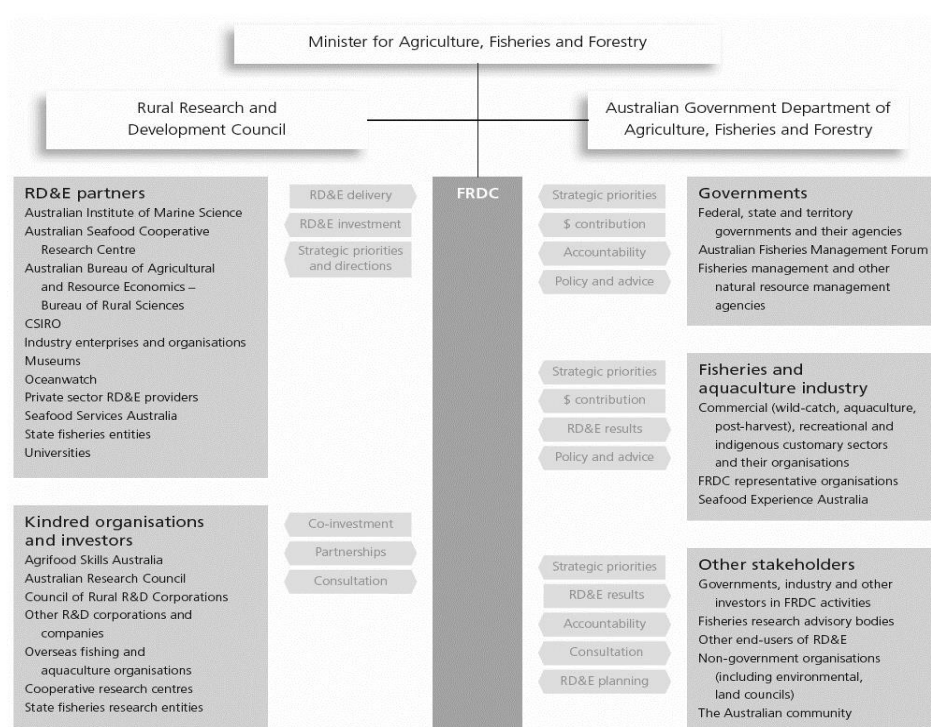 Minister for Agriculture, Fisheries and Forestry
Rural Research and
Development Council
Australian Government Department of
Agriculture, Fisheries and Forestry
RD&E partners
Australian Institute of Marine Science
Australian Seafood Cooperative
Research Centre
Australian Bureau of Agricultural
and Resource Economics –
Bureau of Rural Sciences
CSIRO
Industry enterprises and organisations
Museums
Oceanwatch
Private sector RD&E providers
Seafood Services Australia
State fisheries entities
Universities
RD&E delivery
RD&E investment
Strategic priorities
and directions
FRDC
Strategic priorities
$ contribution
Accountability
Policy and advice
Governments
Federal, state and territory
governments and their agencies
Australian Fisheries Management Forum
Fisheries management and other
natural resource management
agencies
Strategic priorities
$ contribution
RD&E results
Policy and advice
Fisheries and
aquaculture industry
Commercial (wild-catch, aquaculture,
post-harvest), recreational and
indigenous customary sectors
and their organisations
FRDC representative organisations
Seafood Experience Australia
Kindred organisations
and investors
Agrifood Skills Australia
Australian Research Council
Council of Rural R&D Corporations
Other R&D corporations and
companies
Overseas fishing and
aquaculture organisations
Cooperative research centres
State fisheries research entities
Co-investment
Partnerships
Consultation
Strategic priorities
RD&E results
Accountability
Consultation
RD&E planning
Other stakeholders
Governments, industry and other
investors in FRDC activities
Fisheries research advisory bodies
Other end-users of RD&E
Non-government organisations
(including environmental,
land councils)
The Australian community